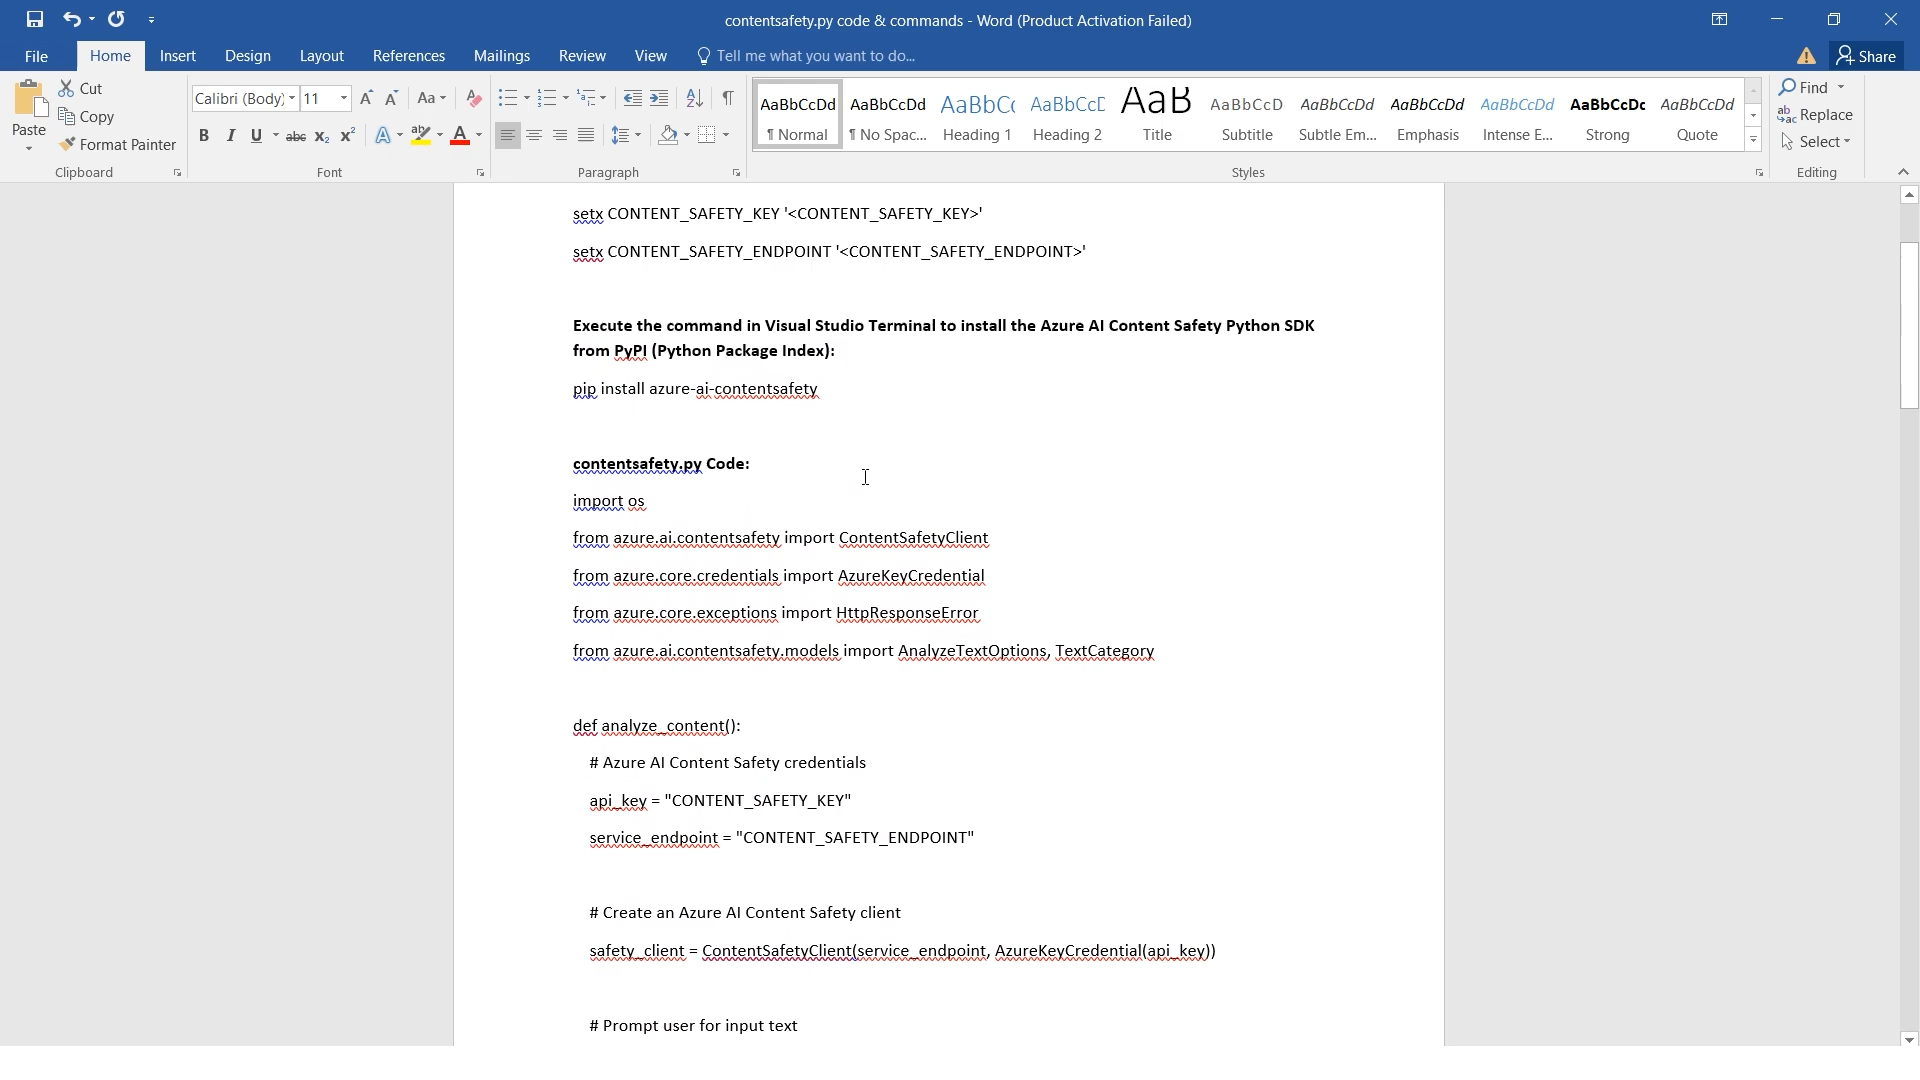 contentsafety.py code & commands - Word (Product Activation Failed)
File Home Insert Design Layout References Mailings Review View Tell me what you want to do... Share
Paste
Cut
Copy
Format Painter
Clipboard
Calibri (Body) 11 Aa
B I U abc X₂ X² A ab A
Font
Paragraph
AaBbCcDd AaBbCcDd AaBbCc AaBbCcE AaB AaBbCcD AaBbCcDd AaBbCcDd AaBbCcDd AaBbCcDc AaBbCcDd
¶ Normal ¶ No Spac... Heading 1 Heading 2 Title Subtitle Subtle Em... Emphasis Intense E... Strong Quote
Styles
Find
Replace
Select
Editing
setx CONTENT_SAFETY_KEY '<CONTENT_SAFETY_KEY>'
setx CONTENT_SAFETY_ENDPOINT '<CONTENT_SAFETY_ENDPOINT>'
Execute the command in Visual Studio Terminal to install the Azure AI Content Safety Python SDK
from PyPI (Python Package Index):
pip install azure-ai-contentsafety
contentsafety.py Code:
import os
from azure.ai.contentsafety import ContentSafetyClient
from azure.core.credentials import AzureKeyCredential
from azure.core.exceptions import HttpResponseError
from azure.ai.contentsafety.models import AnalyzeTextOptions, TextCategory
def analyze_content():
# Azure AI Content Safety credentials
api_key = "CONTENT_SAFETY_KEY"
service_endpoint = "CONTENT_SAFETY_ENDPOINT"
# Create an Azure AI Content Safety client
safety_client = ContentSafetyClient(service_endpoint, AzureKeyCredential(api_key))
# Prompt user for input text